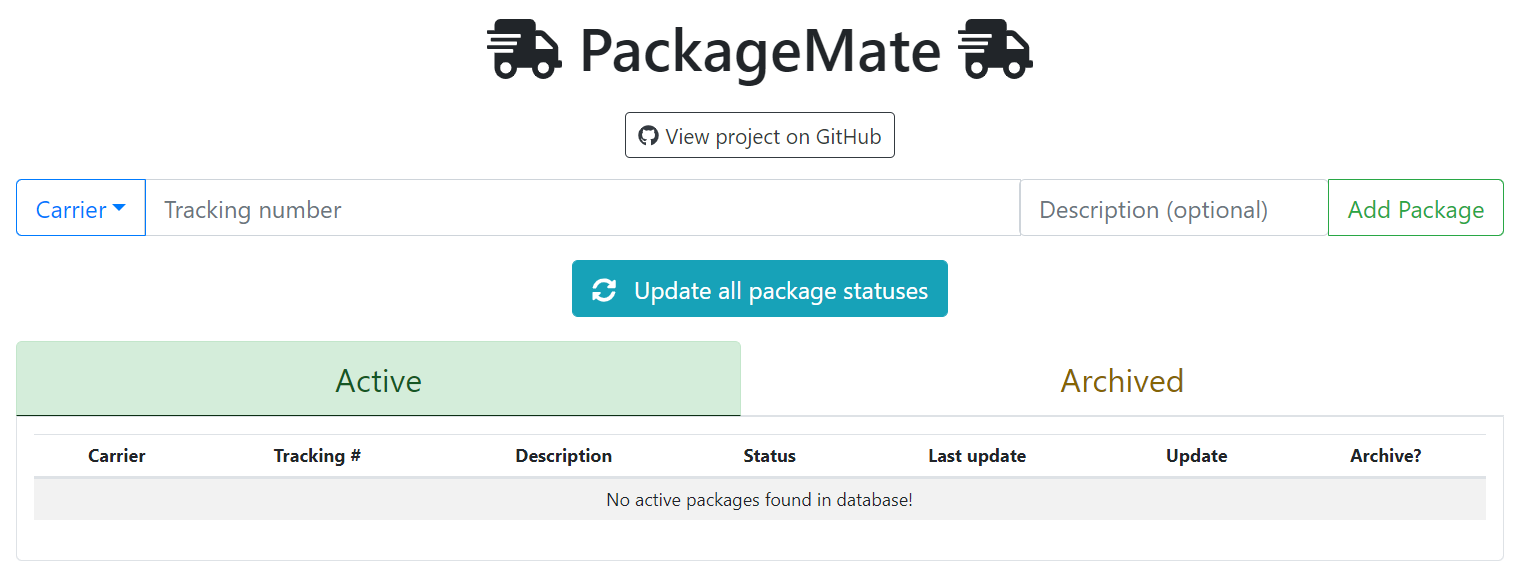 PackageMate
View project on GitHub
Carrier Tracking number Description (optional) Add Package
Update all package statuses
Active Archived
Carrier Tracking # Description Status Last update Update Archive?
No active packages found in database!